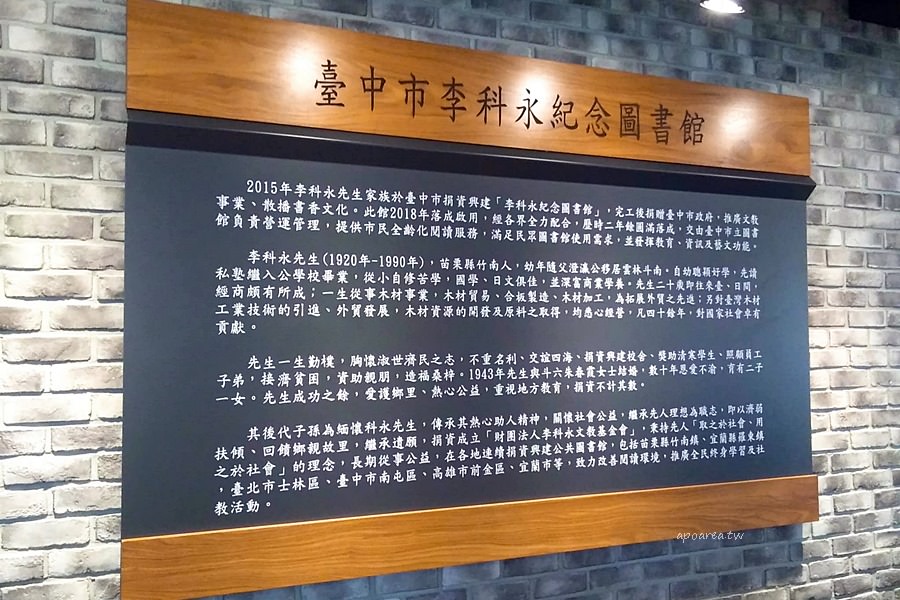 臺中市李科永紀念圖書館
2015年李科永先生家族於臺中市捐資興建「李科永紀念圖書館」，完工後捐贈臺中市政府，推廣文教
事業、散播書香文化。此館2018年落成啟用，經各界全力配合，歷時二年餘圓滿落成，交由臺中市立圖書
館負責營運管理，提供市民全齡化閱讀服務，滿足民眾圖書館使用需求，並發揮教育、資訊及藝文功能。
李科永先生(1920年-1990年)，苗栗縣竹南人，幼年隨父澄瀛公移居雲林斗南。自幼聰穎好學，先讀
私塾繼入公學校畢業，從小自修苦學，國學、日文俱佳，並深富商業學養。先生二十歲即往來臺、日間，
經商頗有所成；一生從事木材事業，木材貿易、合板製造、木材加工，為拓展外貿之先進；另對臺灣木材
工業技術的引進、外貿發展，木材資源的開發及原料之取得，均悉心經營，凡四十餘年，對國家社會卓有
貢獻。
先生一生勤樸，胸懷淑世濟民之志。不重名利、交誼四海、捐資興建校舍、獎助清寒學生、照顧員工
子弟，接濟貧困，資助親朋，造福桑梓。1943年先生與斗六朱春霞女士結婚，數十年恩愛不渝，育有二子
一女。先生成功之餘，愛護鄉里、熱心公益，重視地方教育，捐資不計其數。
其後代子孫為緬懷科永先生，傳承其熱心助人精神，關懷社會公益，繼承先人理想為職志，即以濟弱
扶傾、回饋鄉親故里，繼承遺願，捐資成立「財團法人李科永文教基金會」，秉持先人「取之於社會、用
之於社會」的理念，長期從事公益，在各地連續捐資興建公共圖書館，包括苗栗縣竹南鎮、宜蘭縣羅東鎮
，臺北市士林區、臺中市南屯區、高雄市前金區、宜蘭市等，致力改善閱讀環境，推廣全民終身學習及社
教活動。
apoarea.tw